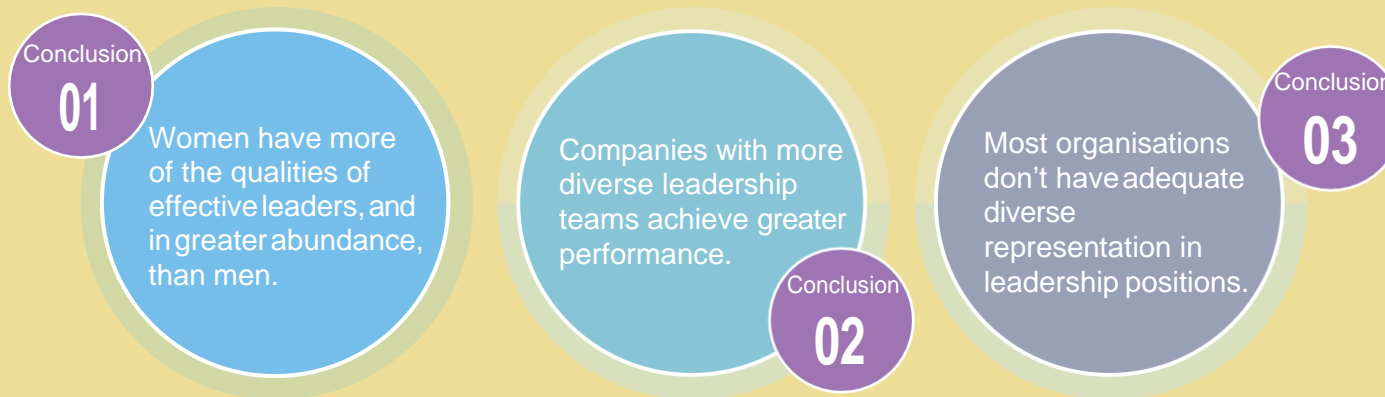 Conclusion
01
Women have more
of the qualities of
effective leaders, and
in greater abundance,
than men.
Companies with more
diverse leadership
teams achieve greater
performance.
Conclusion
02
Conclusion
03
Most organisations
don't have adequate
diverse
representation in
leadership positions.